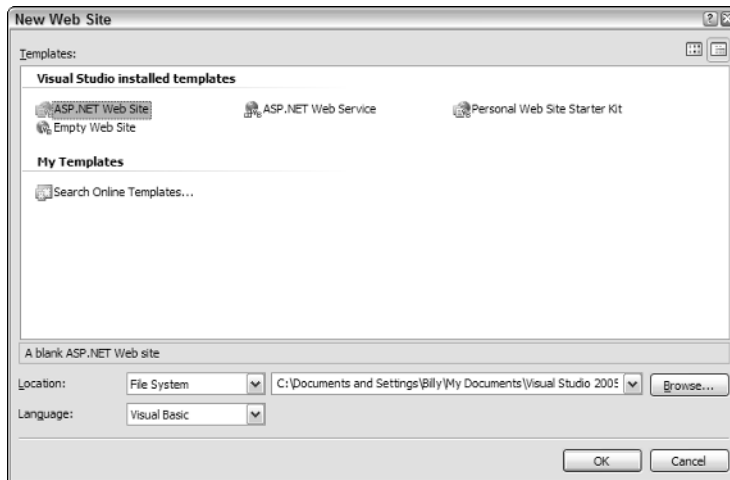 New Web Site
Templates:
Visual Studio installed templates
ASP.NET Web Site
ASP.NET Web Service
Personal Web Site Starter Kit
Empty Web Site
My Templates
Search Online Templates...
A blank ASP.NET Web site
Location:
File System
C:\Documents and Settings\Billy\My Documents\Visual Studio 2005
Browse...
Language:
Visual Basic
OK
Cancel